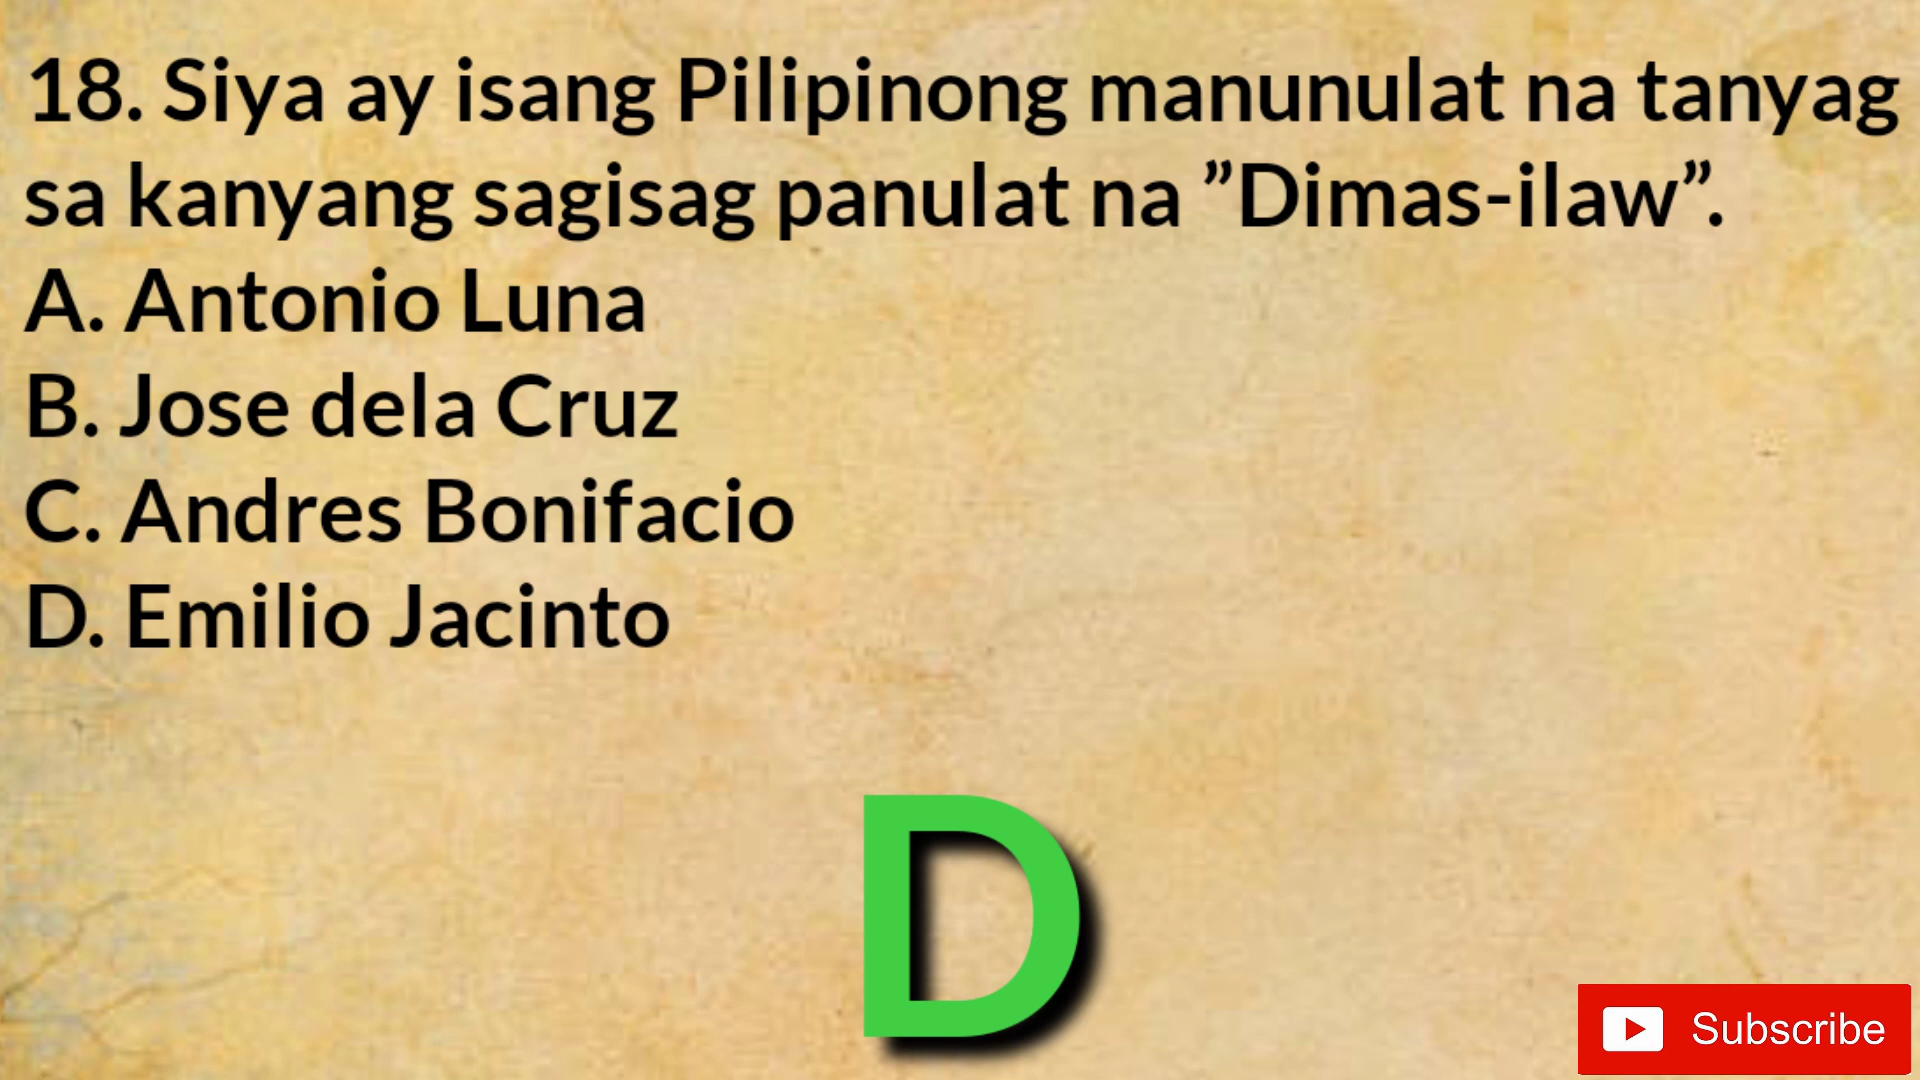 18. Siya ay isang Pilipinong manunulat na tanyag
sa kanyang sagisag panulat na ”Dimas-ilaw”.
A. Antonio Luna
B. Jose dela Cruz
C. Andres Bonifacio
D. Emilio Jacinto
D
Subscribe